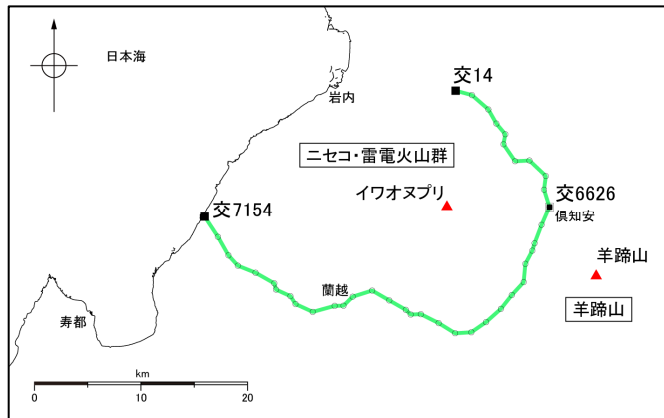 日本海
交14
岩内
ニセコ・雷電火山群
イワオヌプリ
交6626
倶知安
交7154
羊蹄山
蘭越
羊蹄山
寿都
km
0 10 20